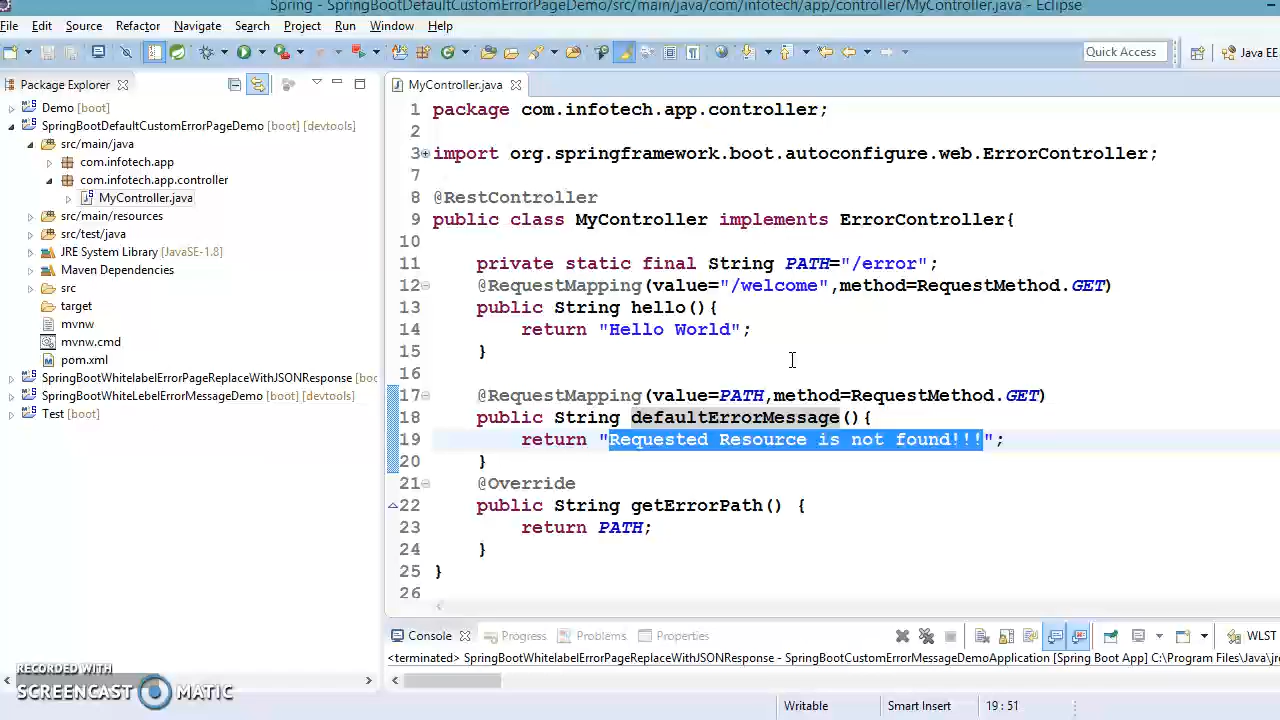 Spring - SpringBootDefaultCustomErrorPageDemo/src/main/java/com/infotech/app/controller/MyController.java - Eclipse
File Edit Source Refactor Navigate Search Project Run Window Help
Quick Access
Java EE
Package Explorer
MyController.java
Demo [boot]
SpringBootDefaultCustomErrorPageDemo [boot] [devtools]
src/main/java
com.infotech.app
com.infotech.app.controller
MyController.java
src/main/resources
src/test/java
JRE System Library [JavaSE-1.8]
Maven Dependencies
src
target
mvnw
mvnw.cmd
pom.xml
SpringBootWhitelabelErrorPageReplaceWithJSONResponse [boo
SpringBootWhiteLebelErrorMessageDemo [boot] [devtools]
Test [boot]
1 package com.infotech.app.controller;
2
3 import org.springframework.boot.autoconfigure.web.ErrorController;
7
8 @RestController
9 public class MyController implements ErrorController{
10
11 private static final String PATH="/error";
12 @RequestMapping(value="/welcome",method=RequestMethod.GET)
13 public String hello(){
14 return "Hello World";
15 }
16
17 @RequestMapping(value=PATH,method=RequestMethod.GET)
18 public String defaultErrorMessage(){
19 return "Requested Resource is not found!!!";
20 }
21 @Override
22 public String getErrorPath() {
23 return PATH;
24 }
25 }
26
Console Progress Problems Properties
WLST
<terminated> SpringBootWhitelabelErrorPageReplaceWithJSONResponse - SpringBootCustomErrorMessageDemoApplication [Spring Boot App] C:\Program Files\Java\jr
RECORDED WITH
SCREENCAST MATIC
Writable Smart Insert 19 : 51